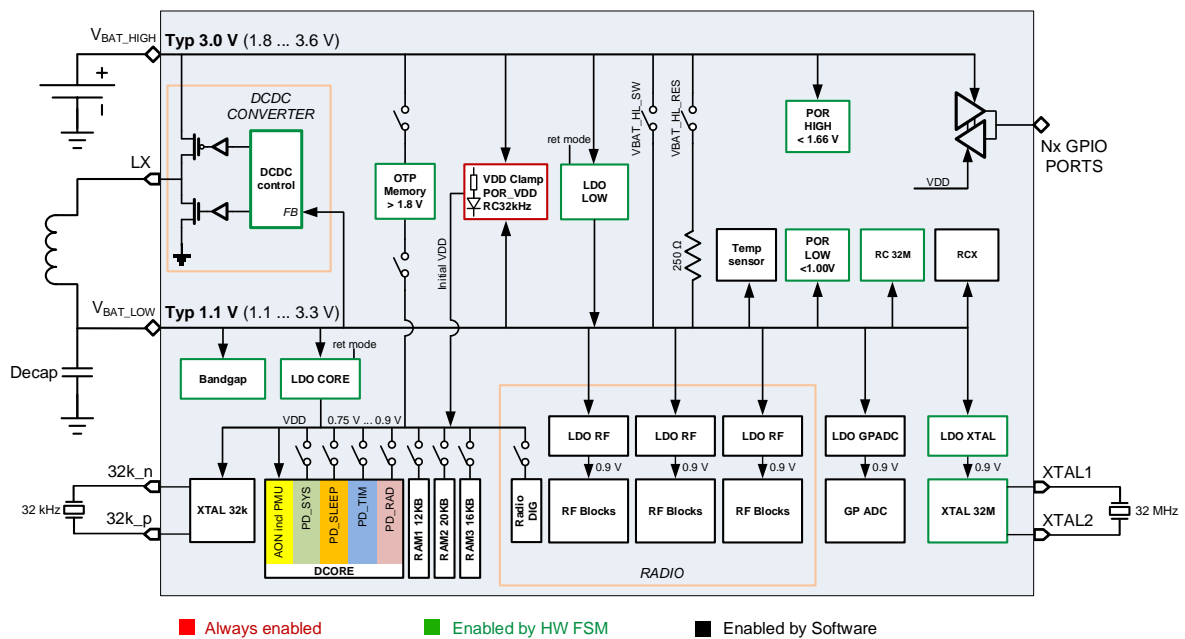 VBAT_HIGH
Typ 3.0 V (1.8 ... 3.6 V)
DCDC
CONVERTER
LX
DCDC
control
FB
OTP
Memory
> 1.8 V
VDD Clamp
POR_VDD
RC32kHz
ret mode
LDO
LOW
VBAT_HL_SW
VBAT_HL_RES
250 Ω
POR
HIGH
< 1.66 V
VDD
Nx GPIO
PORTS
Initial VDD
Temp
sensor
POR
LOW
<1.00V
RC 32M
RCX
VBAT_LOW
Typ 1.1 V (1.1 ... 3.3 V)
Decap
Bandgap
LDO CORE
ret mode
VDD
0.75 V ... 0.9 V
LDO RF
LDO RF
LDO RF
LDO GPADC
LDO XTAL
0.9 V
0.9 V
0.9 V
0.9 V
0.9 V
32k_n
32 kHz
32k_p
XTAL 32k
AON incl PMU
PD_SYS
PD_SLEEP
PD_TIM
PD_RAD
DCORE
RAM1 12KB
RAM2 20KB
RAM3 16KB
Radio
DIG
RF Blocks
RF Blocks
RF Blocks
GP ADC
XTAL 32M
XTAL1
32 MHz
XTAL2
RADIO
Always enabled
Enabled by HW FSM
Enabled by Software